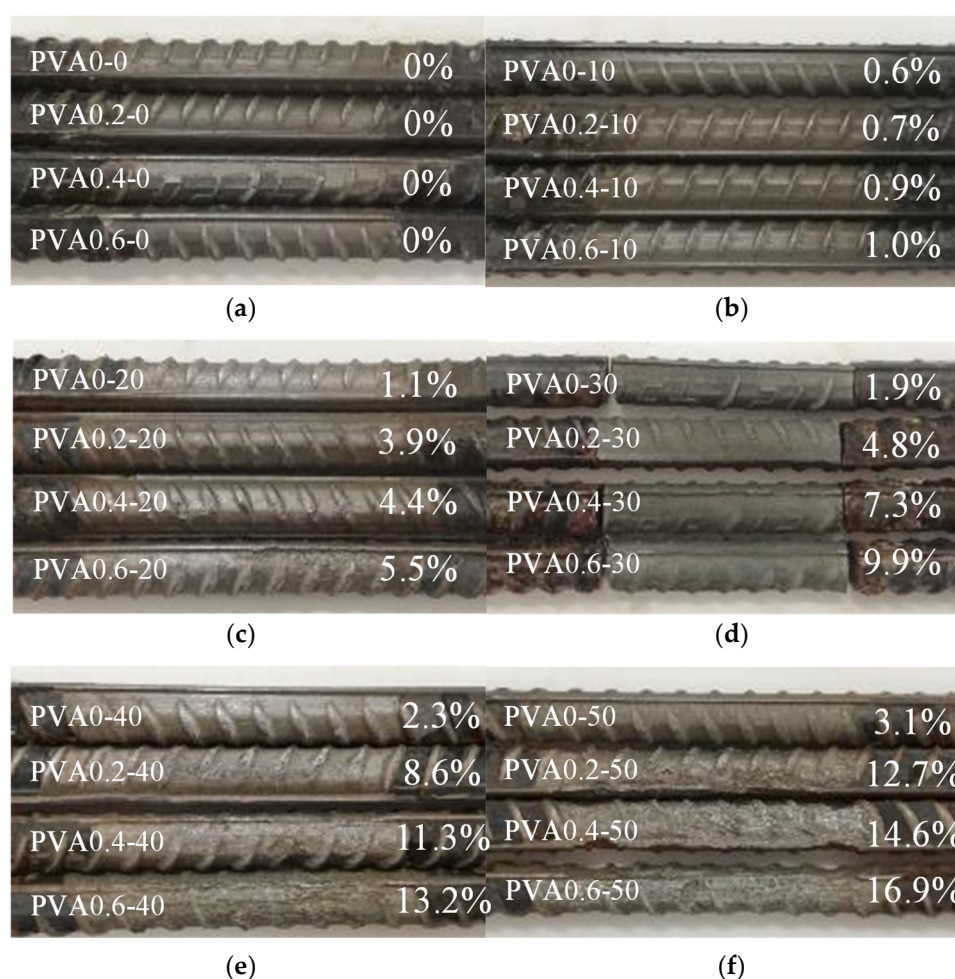 PVA0-0 0%
PVA0.2-0 0%
PVA0.4-0 0%
PVA0.6-0 0%
(a)
PVA0-10 0.6%
PVA0.2-10 0.7%
PVA0.4-10 0.9%
PVA0.6-10 1.0%
(b)
PVA0-20 1.1%
PVA0.2-20 3.9%
PVA0.4-20 4.4%
PVA0.6-20 5.5%
(c)
PVA0-30 1.9%
PVA0.2-30 4.8%
PVA0.4-30 7.3%
PVA0.6-30 9.9%
(d)
PVA0-40 2.3%
PVA0.2-40 8.6%
PVA0.4-40 11.3%
PVA0.6-40 13.2%
(e)
PVA0-50 3.1%
PVA0.2-50 12.7%
PVA0.4-50 14.6%
PVA0.6-50 16.9%
(f)